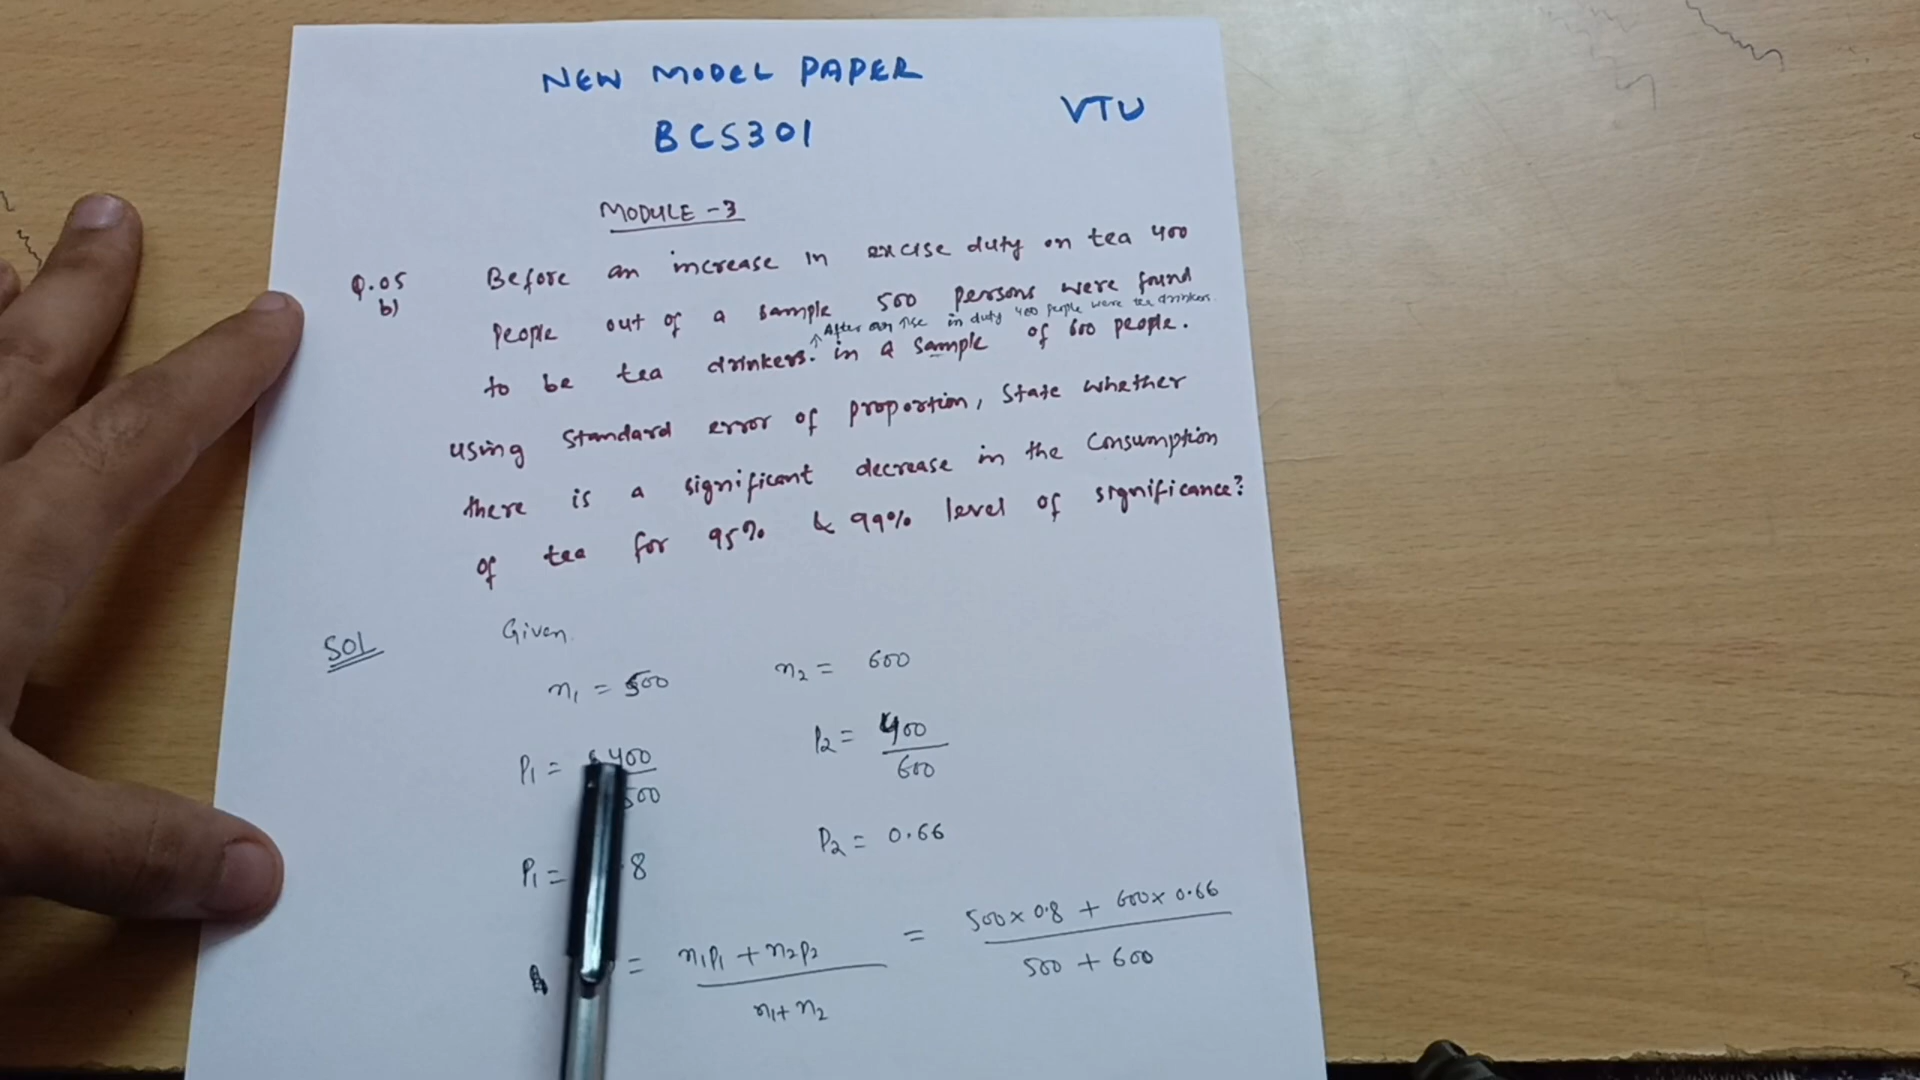 NEW MODEL PAPER
BCS301
VTU
MODULE-3
Q.05 Before an increase in excise duty on tea 400
b) People out of a sample 500 persons were found
After an rise in duty 400 people were tea drinkers
to be tea drinkers. in a sample of 600 people.
using standard error of proportion, State whether
there is a significant decrease in the Consumption
of tea for 95% & 99% level of significance?
SOL Given
n₁ = 500 n₂ = 600
P₁ = 400 P₂ = 400
500 600
P₁ = .8 P₂ = 0.66
= n₁P₁ + n₂P₂ = 500 x 0.8 + 600 x 0.66
n₁+n₂ 500 + 600